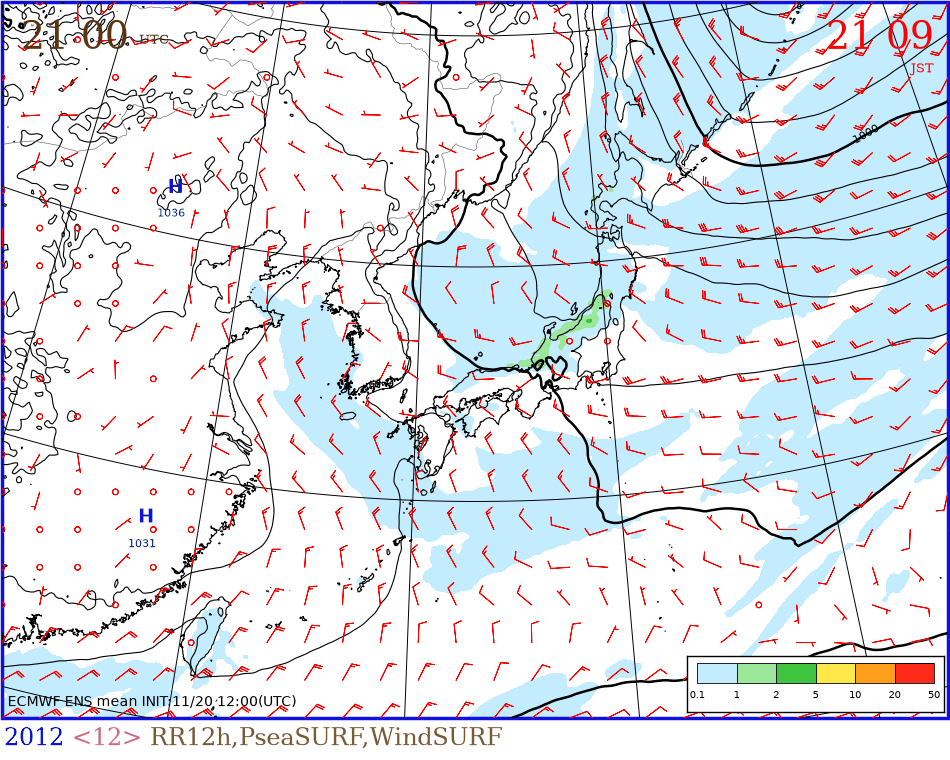 21 00 UTC
21 09
JST
1000
H
1036
H
1031
0.1 1 2 5 10 20 50
ECMWF ENS mean INIT:11/20 12:00(UTC)
2012 <12> RR12h,PseaSURF,WindSURF